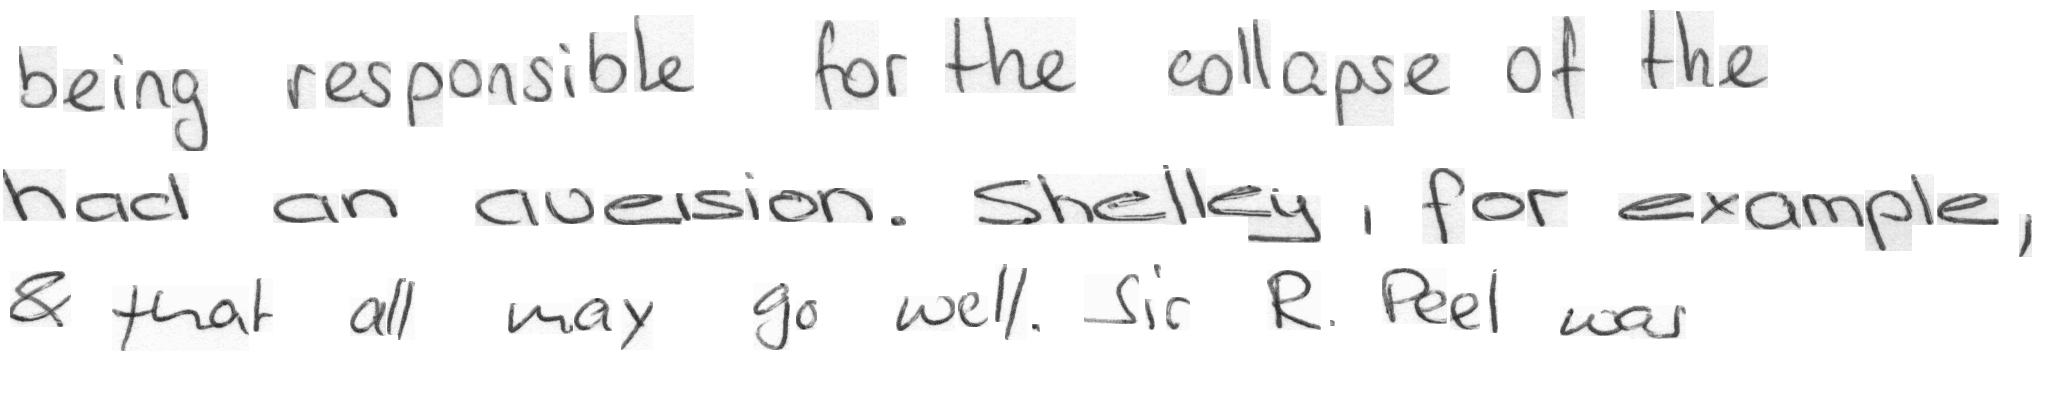 being responsible for the collapse of the
had an aversion. Shelley, for example,
& that all may go well. Sir R. Peel was